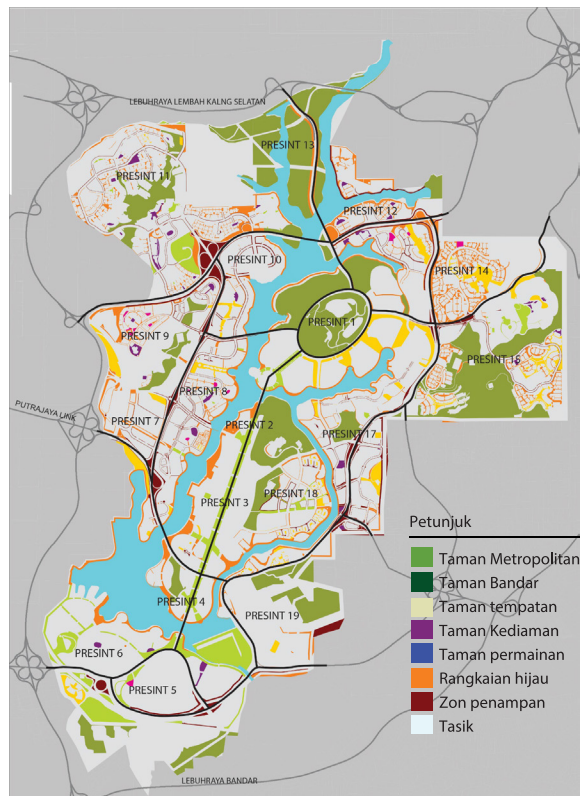 LEBUHRAYA LEMBAH KALNG SELATAN
PRESINT 13
PRESINT 11
PRESINT 12
PRESINT 10
PRESINT 14
PRESINT 1
PRESINT 9
PRESINT 15
PRESINT 8
PUTRAJAYA LINK
PRESINT 7
PRESINT 2
PRESINT 17
PRESINT 3
PRESINT 18
PRESINT 4
PRESINT 19
PRESINT 6
PRESINT 5
LEBUHRAYA BANDAR
Petunjuk
Taman Metropolitan
Taman Bandar
Taman tempatan
Taman Kediaman
Taman permainan
Rangkaian hijau
Zon penampan
Tasik